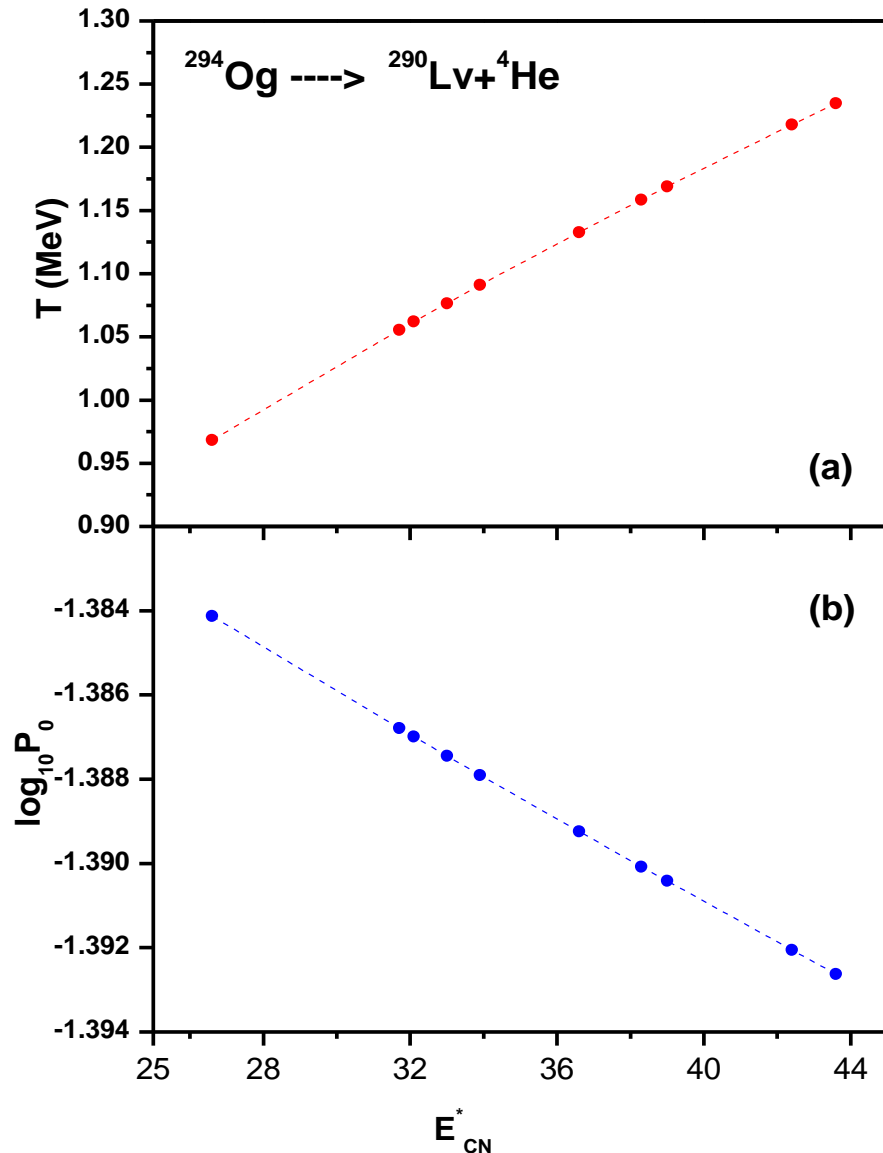 ²⁹⁴Og ----> ²⁹⁰Lv+⁴He
T (MeV)
1.30
1.25
1.20
1.15
1.10
1.05
1.00
0.95
0.90
(a)
log₁₀P₀
-1.384
-1.386
-1.388
-1.390
-1.392
-1.394
(b)
25 28 32 36 40 44
E*CN